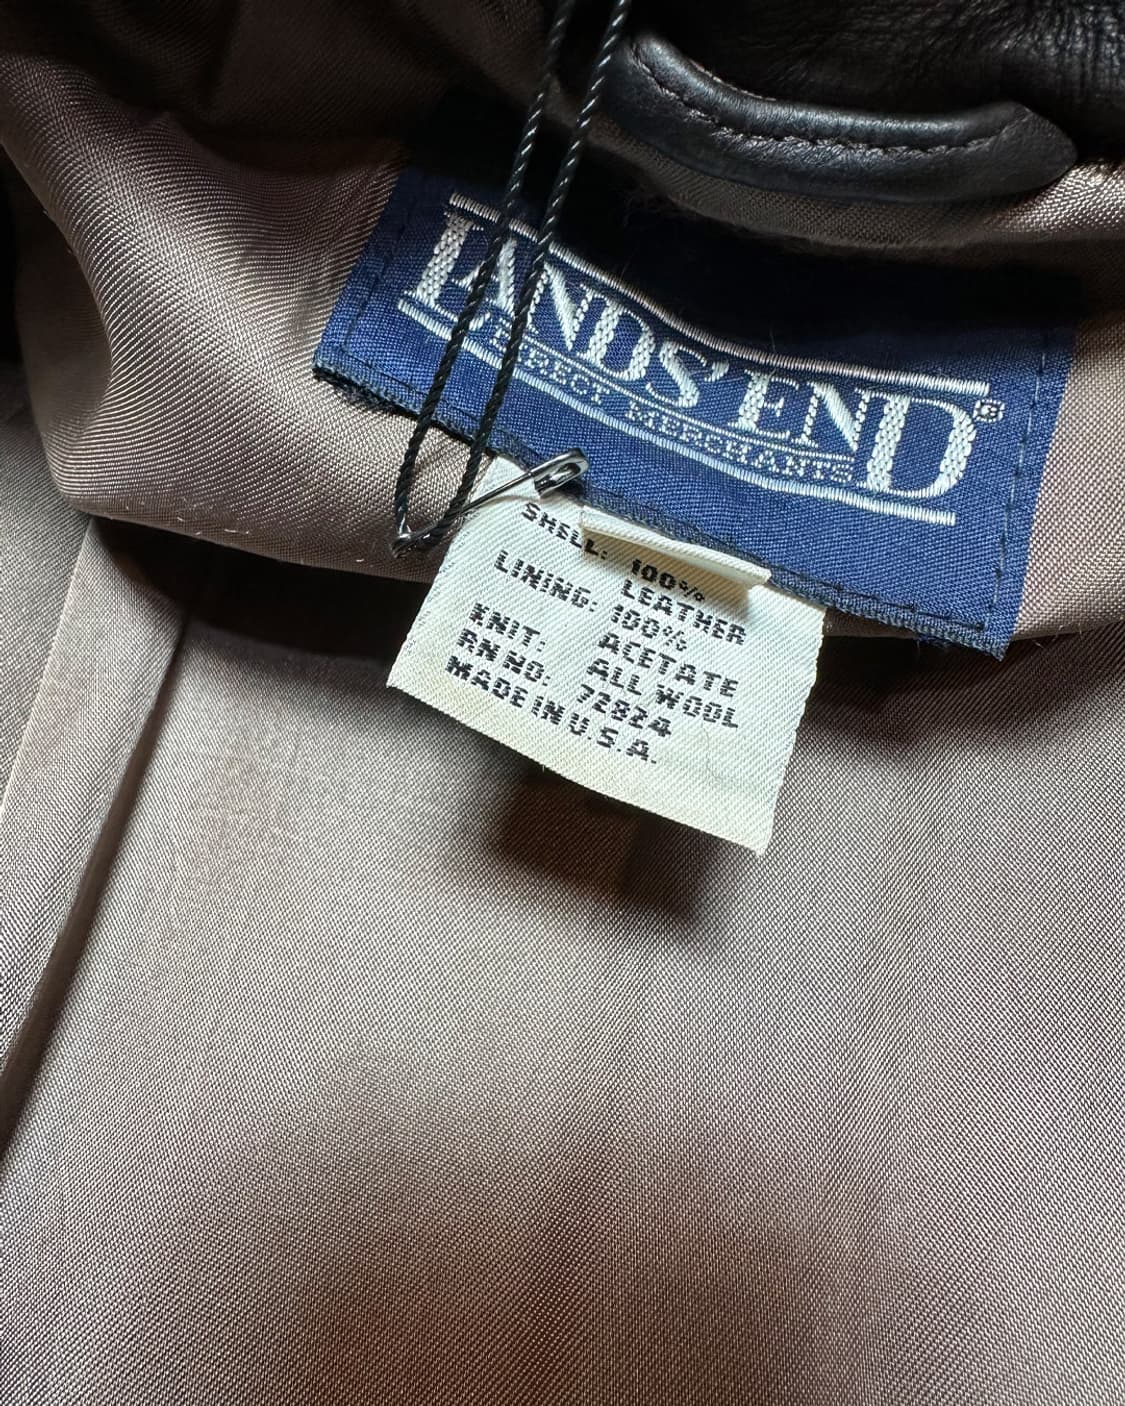 LANDS' END®
DIRECT MERCHANTS
SHELL: 100%
LEATHER
LINING: 100%
ACETATE
KNIT: ALL WOOL
RN NO: 72824
MADE IN U.S.A.